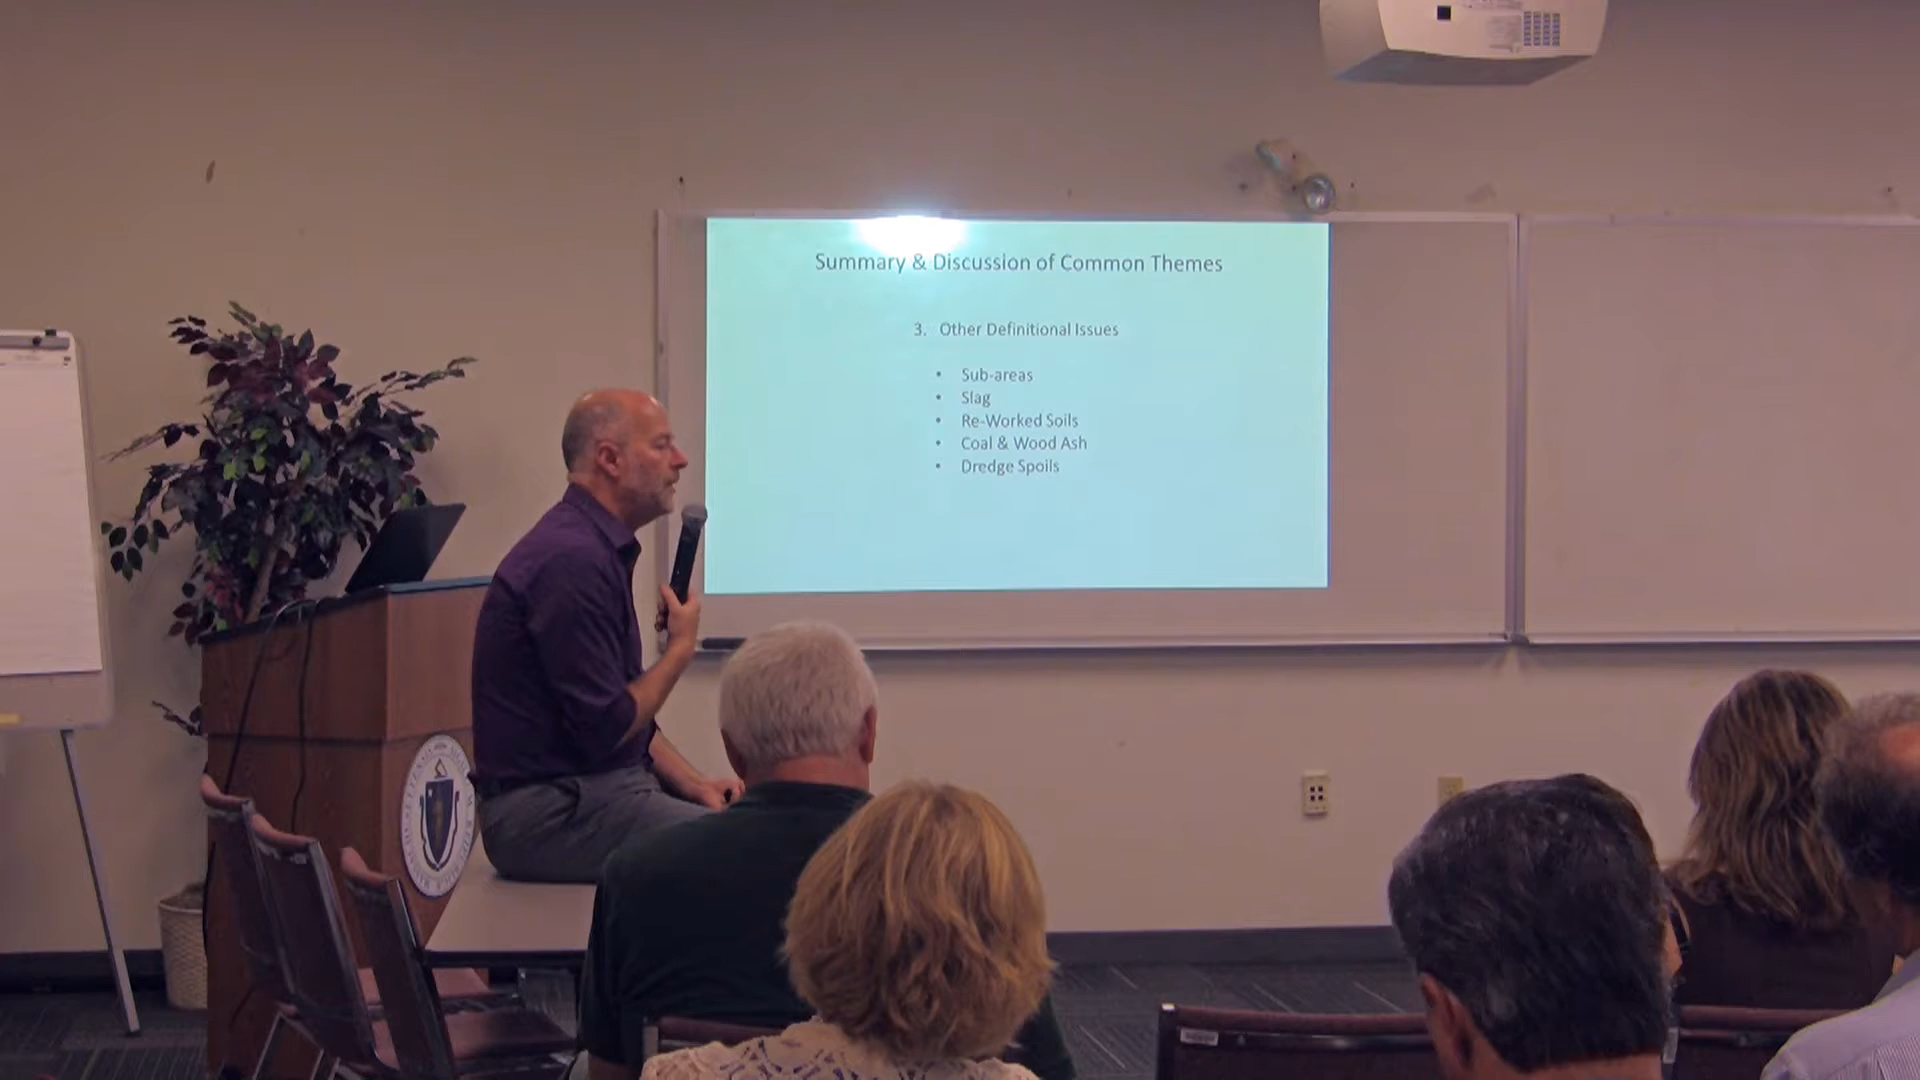 Summary & Discussion of Common Themes
3. Other Definitional Issues
• Sub-areas
• Slag
• Re-Worked Soils
• Coal & Wood Ash
• Dredge Spoils